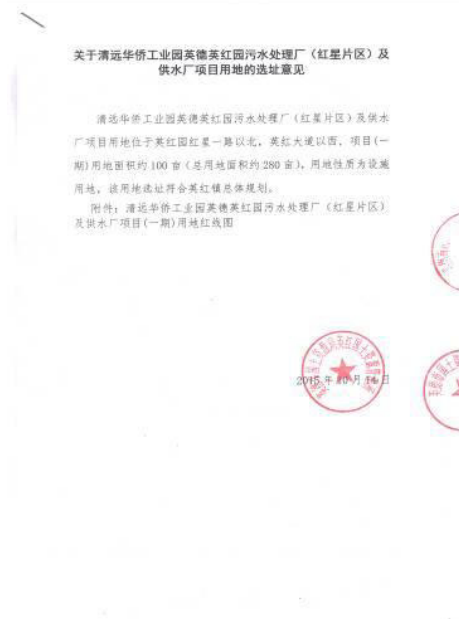 关于清远华侨工业园英德英红园污水处理厂（红星片区）及
供水厂项目用地的选址意见
清远华侨工业园英德英红园污水处理厂（红星片区）及供水
厂项目用地位于英红园红星一路以北，英红大道以西，项目(一
期)用地面积约100亩（总用地面积约280亩），用地性质为设施
用地，该用地选址符合英红镇总体规划。
附件：清远华侨工业园英德英红园污水处理厂（红星片区）
及供水厂项目(一期)用地红线图
2015年10月14日